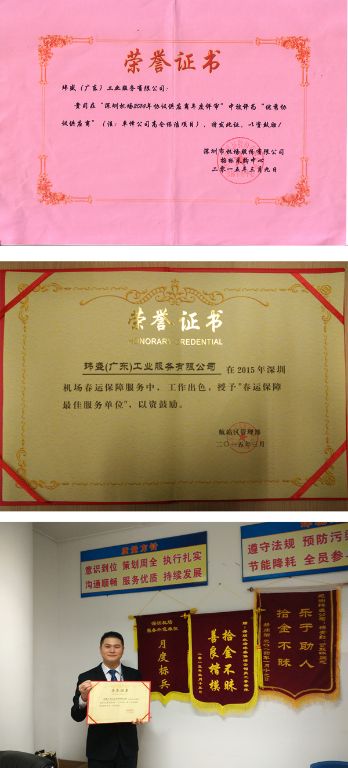 荣誉证书
玮盛（广东）工业服务有限公司：
贵司在“深圳机场2014年协议供应商年度评审”中被评为“优秀协
议供应商”（注：单体公司高全保洁项目），特发此证，以资鼓励！
深圳市机场股份有限公司
招标采购中心
二零一五年三月九日
荣誉证书
HONORARY CREDENTIAL
玮盛(广东)工业服务有限公司 在 2015 年深圳
机场春运保障服务中，工作出色，授予“春运保障
最佳服务单位”，以资鼓励。
航站区管理部
二〇一五年三月
质量方针
意识到位 策划周全 执行扎实
沟通顺畅 服务优质 持续发展
遵守法规 预防污
节能降耗 全员参
月度标兵
拾金不昧
善良楷模
乐于助人
拾金不昧
荣誉证书